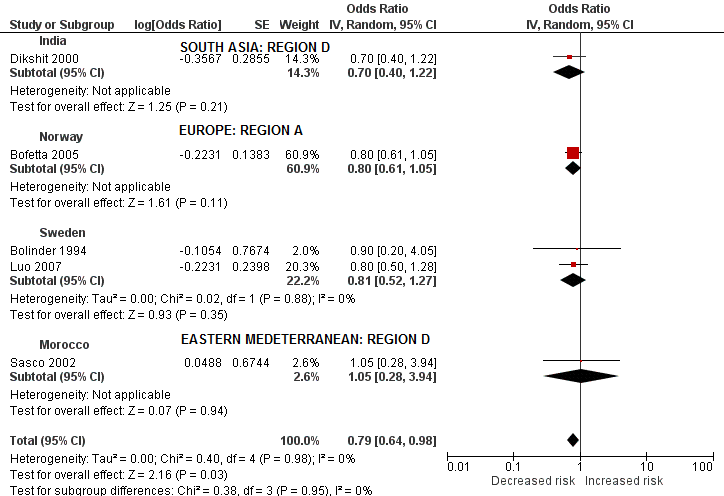 Odds Ratio Odds Ratio
Study or Subgroup log[Odds Ratio] SE Weight IV, Random, 95% CI IV, Random, 95% CI
India
SOUTH ASIA: REGION D
Dikshit 2000 -0.3567 0.2855 14.3% 0.70 [0.40, 1.22]
Subtotal (95% CI) 14.3% 0.70 [0.40, 1.22]
Heterogeneity: Not applicable
Test for overall effect: Z = 1.25 (P = 0.21)
EUROPE: REGION A
Norway
Bofetta 2005 -0.2231 0.1383 60.9% 0.80 [0.61, 1.05]
Subtotal (95% CI) 60.9% 0.80 [0.61, 1.05]
Heterogeneity: Not applicable
Test for overall effect: Z = 1.61 (P = 0.11)
Sweden
Bolinder 1994 -0.1054 0.7674 2.0% 0.90 [0.20, 4.05]
Luo 2007 -0.2231 0.2398 20.3% 0.80 [0.50, 1.28]
Subtotal (95% CI) 22.2% 0.81 [0.52, 1.27]
Heterogeneity: Tau² = 0.00; Chi² = 0.02, df = 1 (P = 0.88); I² = 0%
Test for overall effect: Z = 0.93 (P = 0.35)
EASTERN MEDETERRANEAN: REGION D
Morocco
Sasco 2002 0.0488 0.6744 2.6% 1.05 [0.28, 3.94]
Subtotal (95% CI) 2.6% 1.05 [0.28, 3.94]
Heterogeneity: Not applicable
Test for overall effect: Z = 0.07 (P = 0.94)
Total (95% CI) 100.0% 0.79 [0.64, 0.98]
Heterogeneity: Tau² = 0.00; Chi² = 0.40, df = 4 (P = 0.98); I² = 0%
Test for overall effect: Z = 2.16 (P = 0.03)
Test for subgroup differences: Chi² = 0.38, df = 3 (P = 0.95), I² = 0%
0.01 0.1 1 10 100
Decreased risk Increased risk